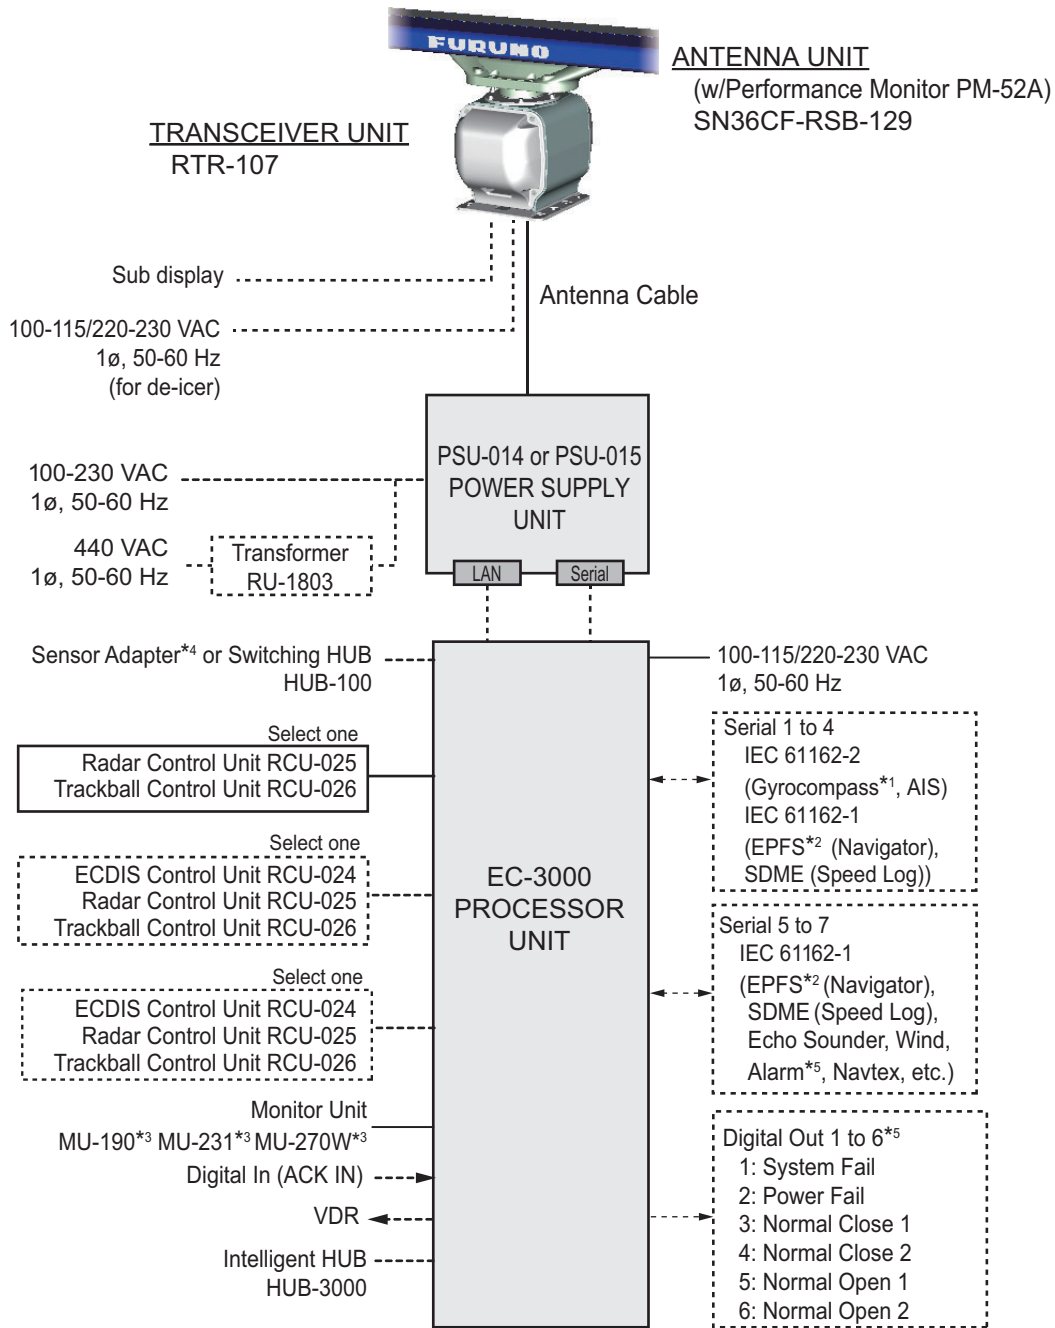 FURUNO
ANTENNA UNIT
(w/Performance Monitor PM-52A)
SN36CF-RSB-129
TRANSCEIVER UNIT
RTR-107
Sub display
Antenna Cable
100-115/220-230 VAC
1ø, 50-60 Hz
(for de-icer)
PSU-014 or PSU-015
POWER SUPPLY
UNIT
100-230 VAC
1ø, 50-60 Hz
440 VAC
1ø, 50-60 Hz
Transformer
RU-1803
LAN
Serial
Sensor Adapter*4 or Switching HUB
HUB-100
100-115/220-230 VAC
1ø, 50-60 Hz
Select one
Radar Control Unit RCU-025
Trackball Control Unit RCU-026
Select one
ECDIS Control Unit RCU-024
Radar Control Unit RCU-025
Trackball Control Unit RCU-026
Select one
ECDIS Control Unit RCU-024
Radar Control Unit RCU-025
Trackball Control Unit RCU-026
Monitor Unit
MU-190*3 MU-231*3 MU-270W*3
Digital In (ACK IN)
VDR
Intelligent HUB
HUB-3000
EC-3000
PROCESSOR
UNIT
Serial 1 to 4
IEC 61162-2
(Gyrocompass*1, AIS)
IEC 61162-1
(EPFS*2 (Navigator),
SDME (Speed Log))
Serial 5 to 7
IEC 61162-1
(EPFS*2 (Navigator),
SDME (Speed Log),
Echo Sounder, Wind,
Alarm*5, Navtex, etc.)
Digital Out 1 to 6*5
1: System Fail
2: Power Fail
3: Normal Close 1
4: Normal Close 2
5: Normal Open 1
6: Normal Open 2